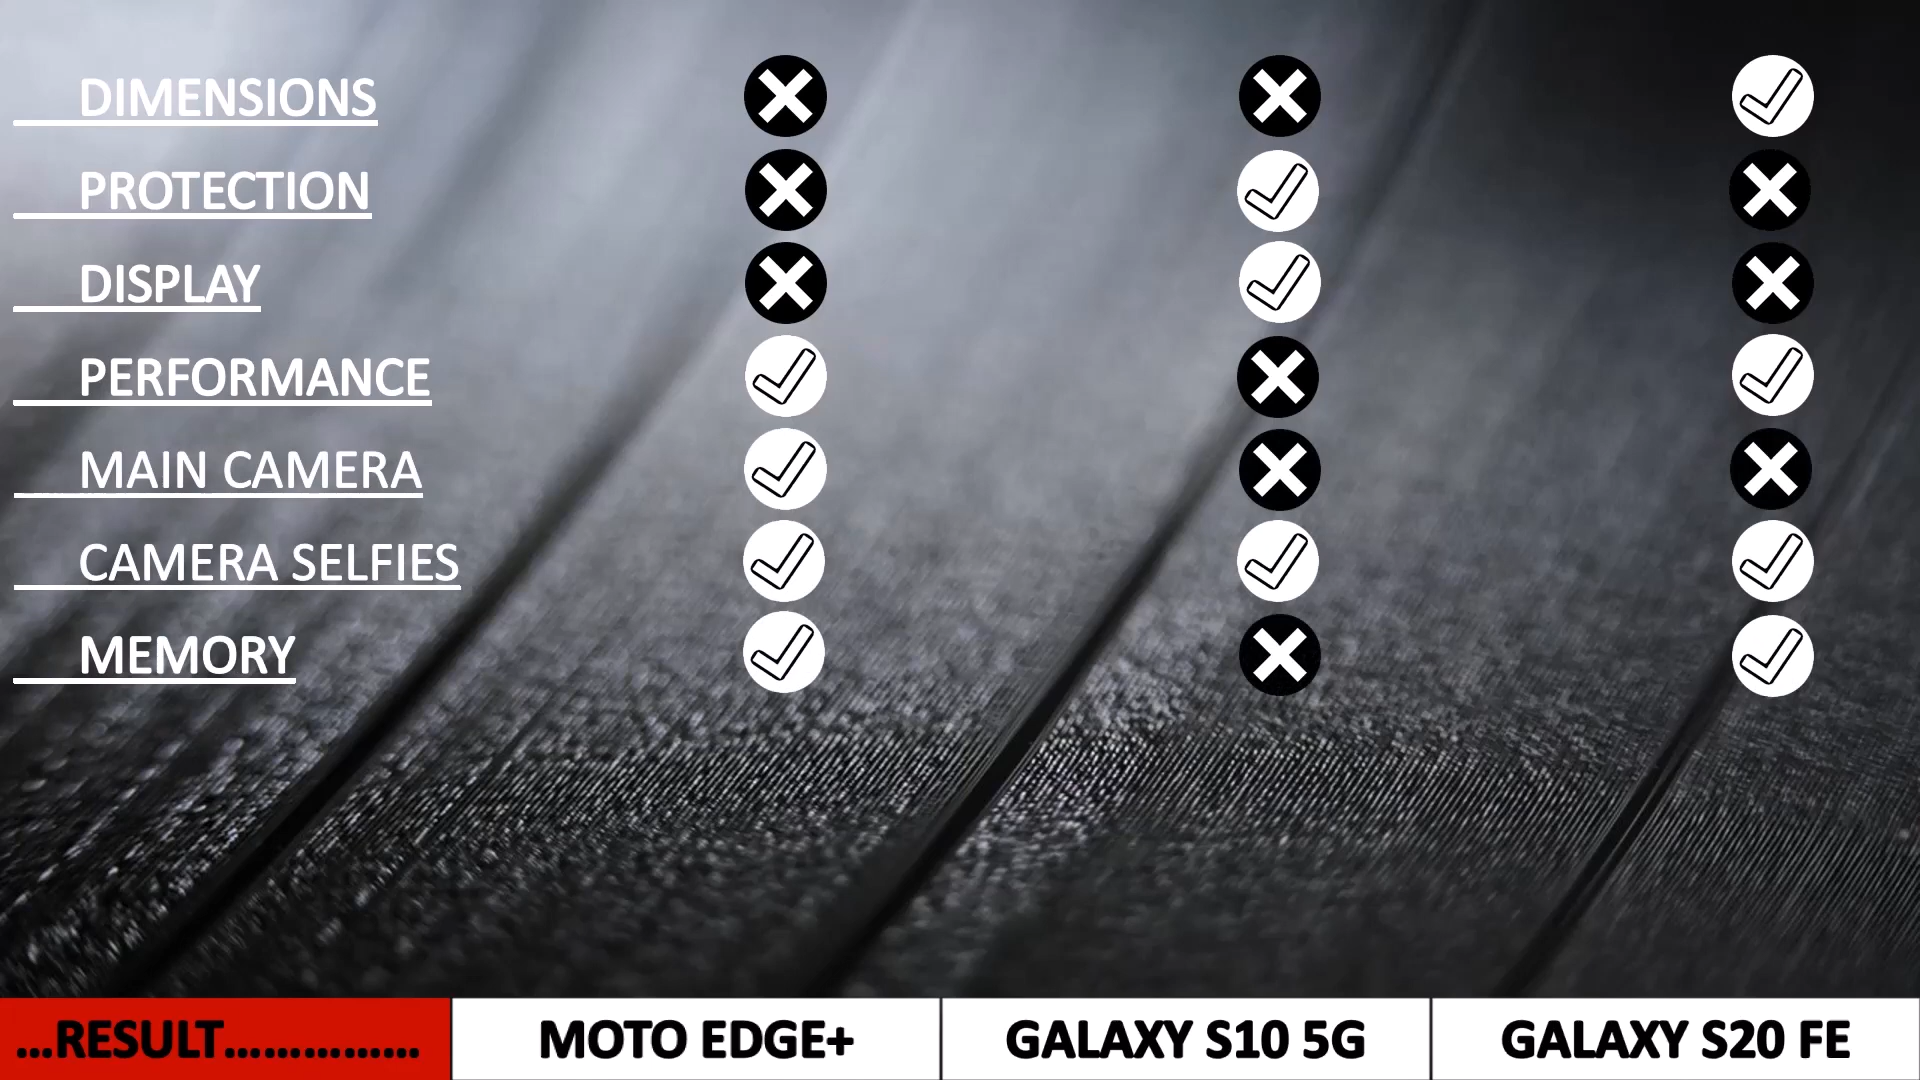 DIMENSIONS
PROTECTION
DISPLAY
PERFORMANCE
MAIN CAMERA
CAMERA SELFIES
MEMORY
...RESULT............... MOTO EDGE+ GALAXY S10 5G GALAXY S20 FE